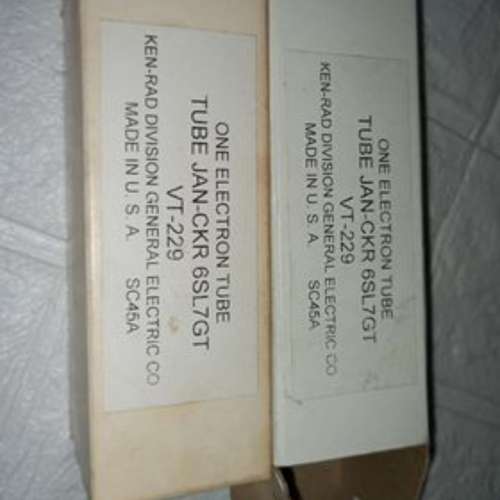 ONE ELECTRON TUBE
TUBE JAN-CKR 6SL7GT
VT-229
KEN-RAD DIVISION GENERAL ELECTRIC CO
MADE IN U. S. A. SC45A
ONE ELECTRON TUBE
TUBE JAN-CKR 6SL7GT
VT-229
KEN-RAD DIVISION GENERAL ELECTRIC CO
MADE IN U. S. A. SC45A